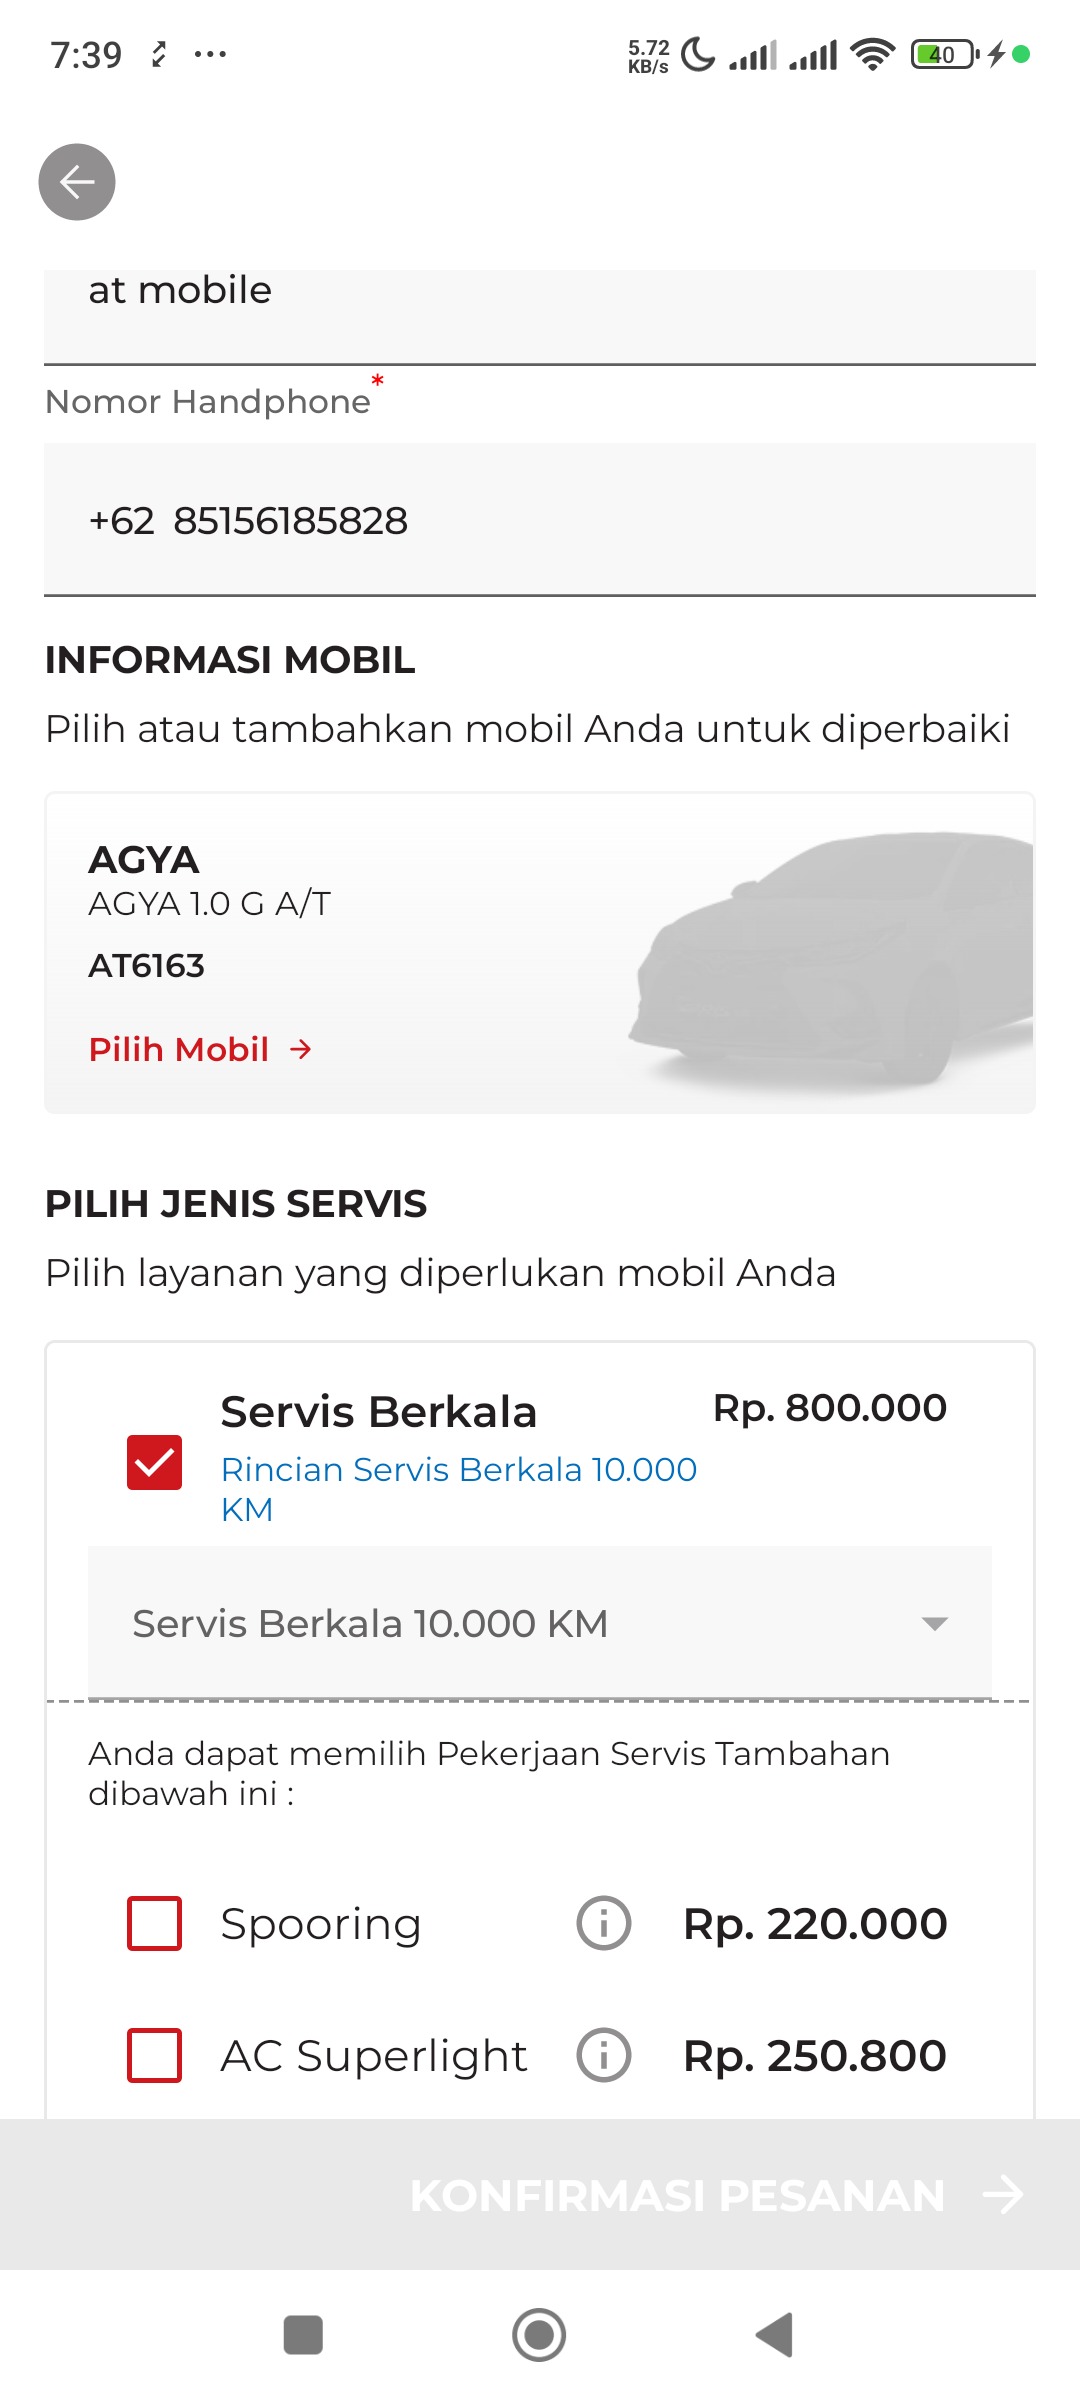 7:39
5.72
KB/s
40
at mobile
Nomor Handphone*
+62 85156185828
INFORMASI MOBIL
Pilih atau tambahkan mobil Anda untuk diperbaiki
AGYA
AGYA 1.0 G A/T
AT6163
Pilih Mobil →
PILIH JENIS SERVIS
Pilih layanan yang diperlukan mobil Anda
Servis Berkala Rp. 800.000
Rincian Servis Berkala 10.000
KM
Servis Berkala 10.000 KM
Anda dapat memilih Pekerjaan Servis Tambahan
dibawah ini :
Spooring Rp. 220.000
AC Superlight Rp. 250.800
KONFIRMASI PESANAN →